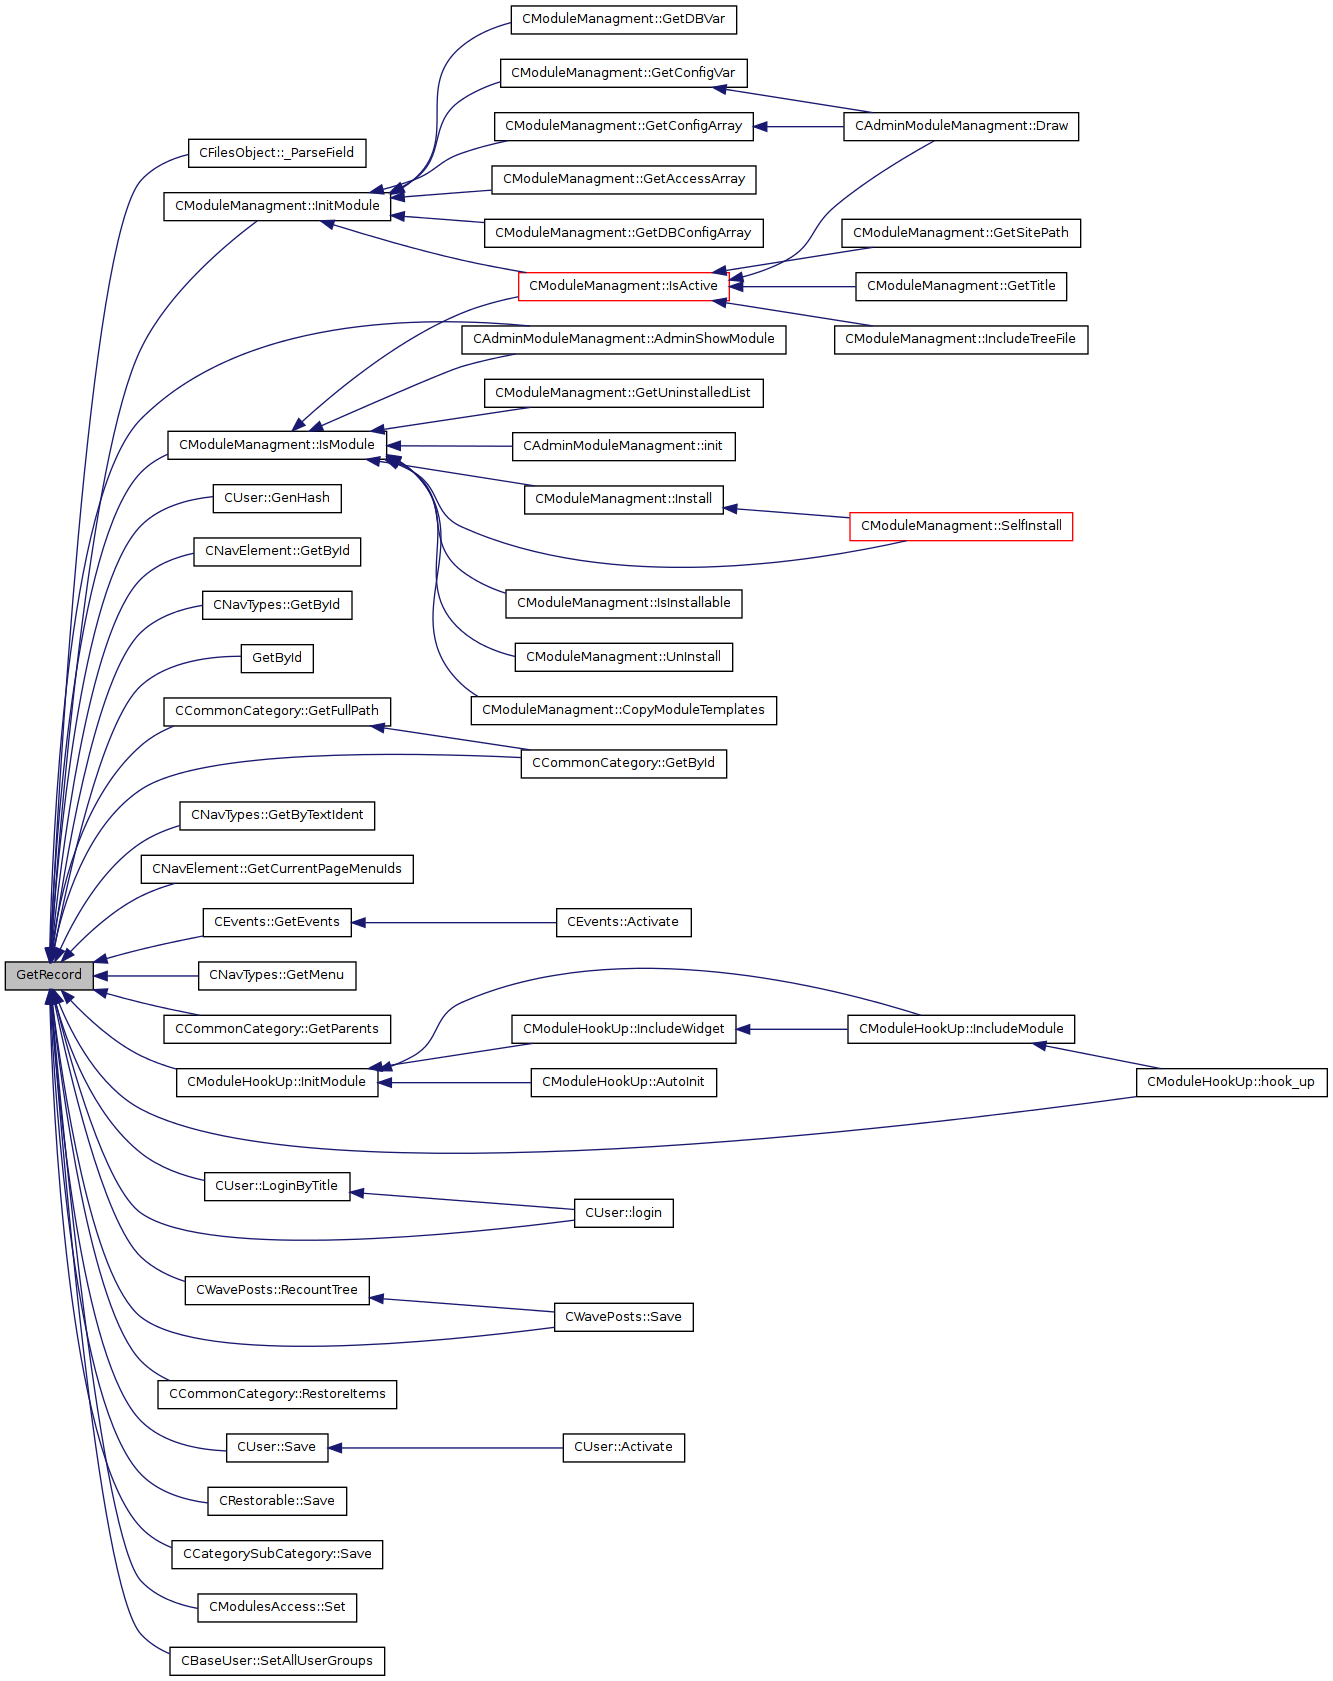 CModuleManagment::GetDBVar
CModuleManagment::GetConfigVar
CModuleManagment::GetConfigArray
CAdminModuleManagment::Draw
CFilesObject::_ParseField
CModuleManagment::GetAccessArray
CModuleManagment::InitModule
CModuleManagment::GetDBConfigArray
CModuleManagment::GetSitePath
CModuleManagment::IsActive
CModuleManagment::GetTitle
CAdminModuleManagment::AdminShowModule
CModuleManagment::IncludeTreeFile
CModuleManagment::GetUninstalledList
CModuleManagment::IsModule
CAdminModuleManagment::init
CUser::GenHash
CModuleManagment::Install
CModuleManagment::SelfInstall
CNavElement::GetById
CNavTypes::GetById
CModuleManagment::IsInstallable
GetById
CModuleManagment::UnInstall
CCommonCategory::GetFullPath
CModuleManagment::CopyModuleTemplates
CCommonCategory::GetById
CNavTypes::GetByTextIdent
CNavElement::GetCurrentPageMenuIds
CEvents::GetEvents
CEvents::Activate
GetRecord
CNavTypes::GetMenu
CCommonCategory::GetParents
CModuleHookUp::IncludeWidget
CModuleHookUp::IncludeModule
CModuleHookUp::InitModule
CModuleHookUp::AutoInit
CModuleHookUp::hook_up
CUser::LoginByTitle
CUser::login
CWavePosts::RecountTree
CWavePosts::Save
CCommonCategory::RestoreItems
CUser::Save
CUser::Activate
CRestorable::Save
CCategorySubCategory::Save
CModulesAccess::Set
CBaseUser::SetAllUserGroups